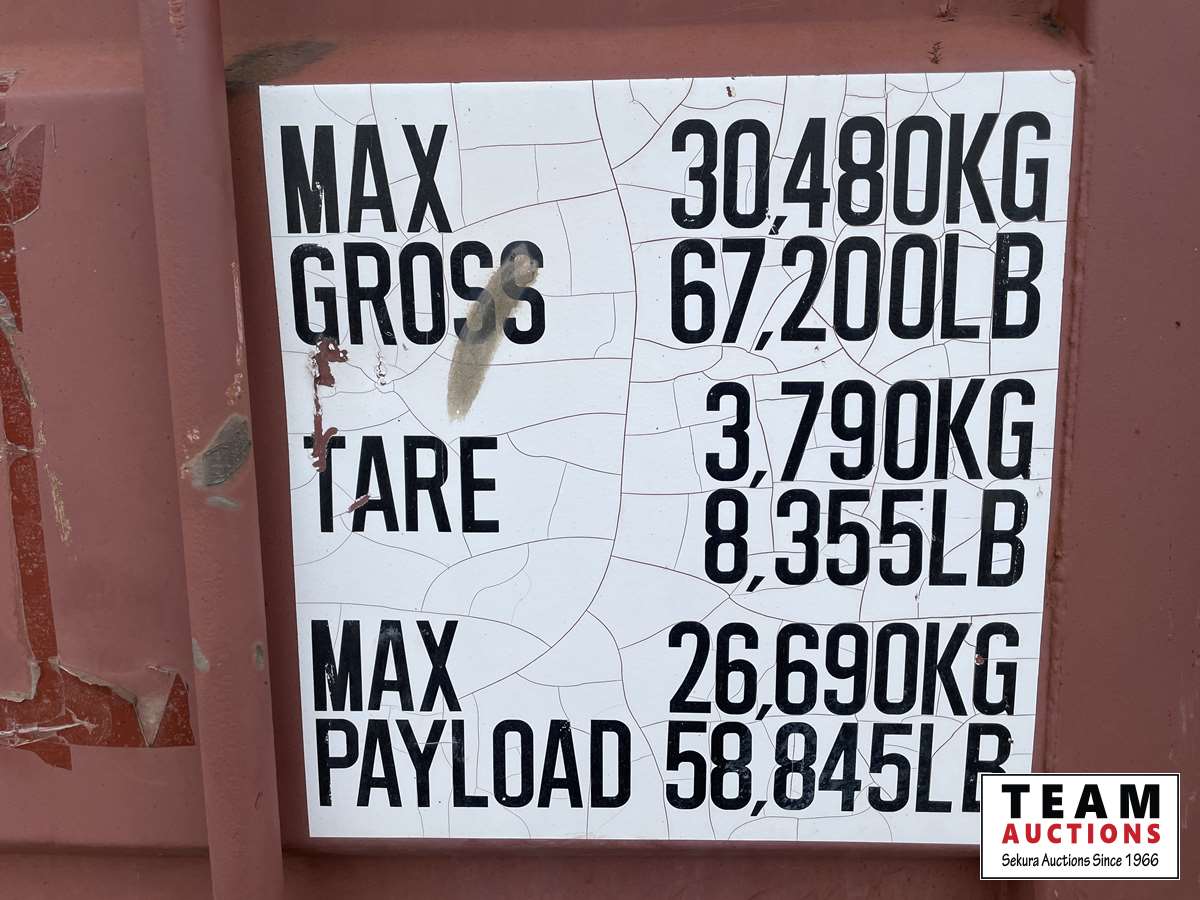 MAX 30,480KG
GROSS 67,200LB
3,790KG
TARE 8,355LB
MAX 26,690KG
PAYLOAD 58,845LB
TEAM
AUCTIONS
Sekura Auctions Since 1966